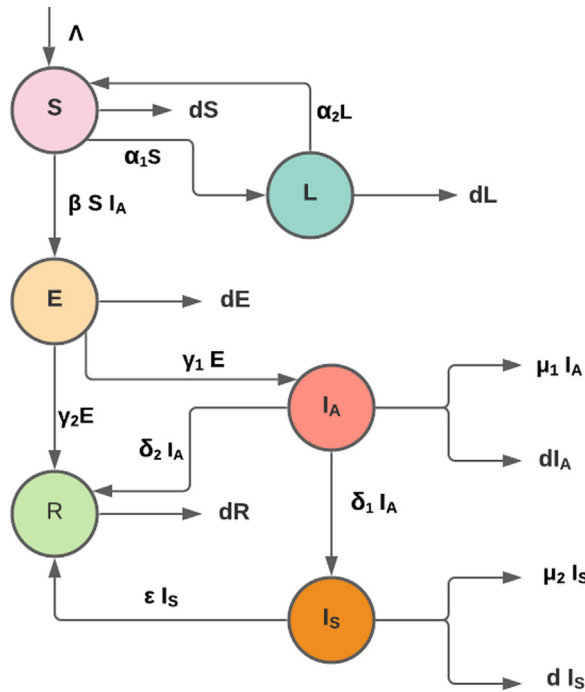 Λ
S
dS
α₂L
α₁S
L
dL
β S I_A
E
dE
γ₁ E
μ₁ I_A
I_A
γ₂E
δ₂ I_A
dI_A
R
dR
δ₁ I_A
μ₂ I_S
ε I_S
I_S
d I_S